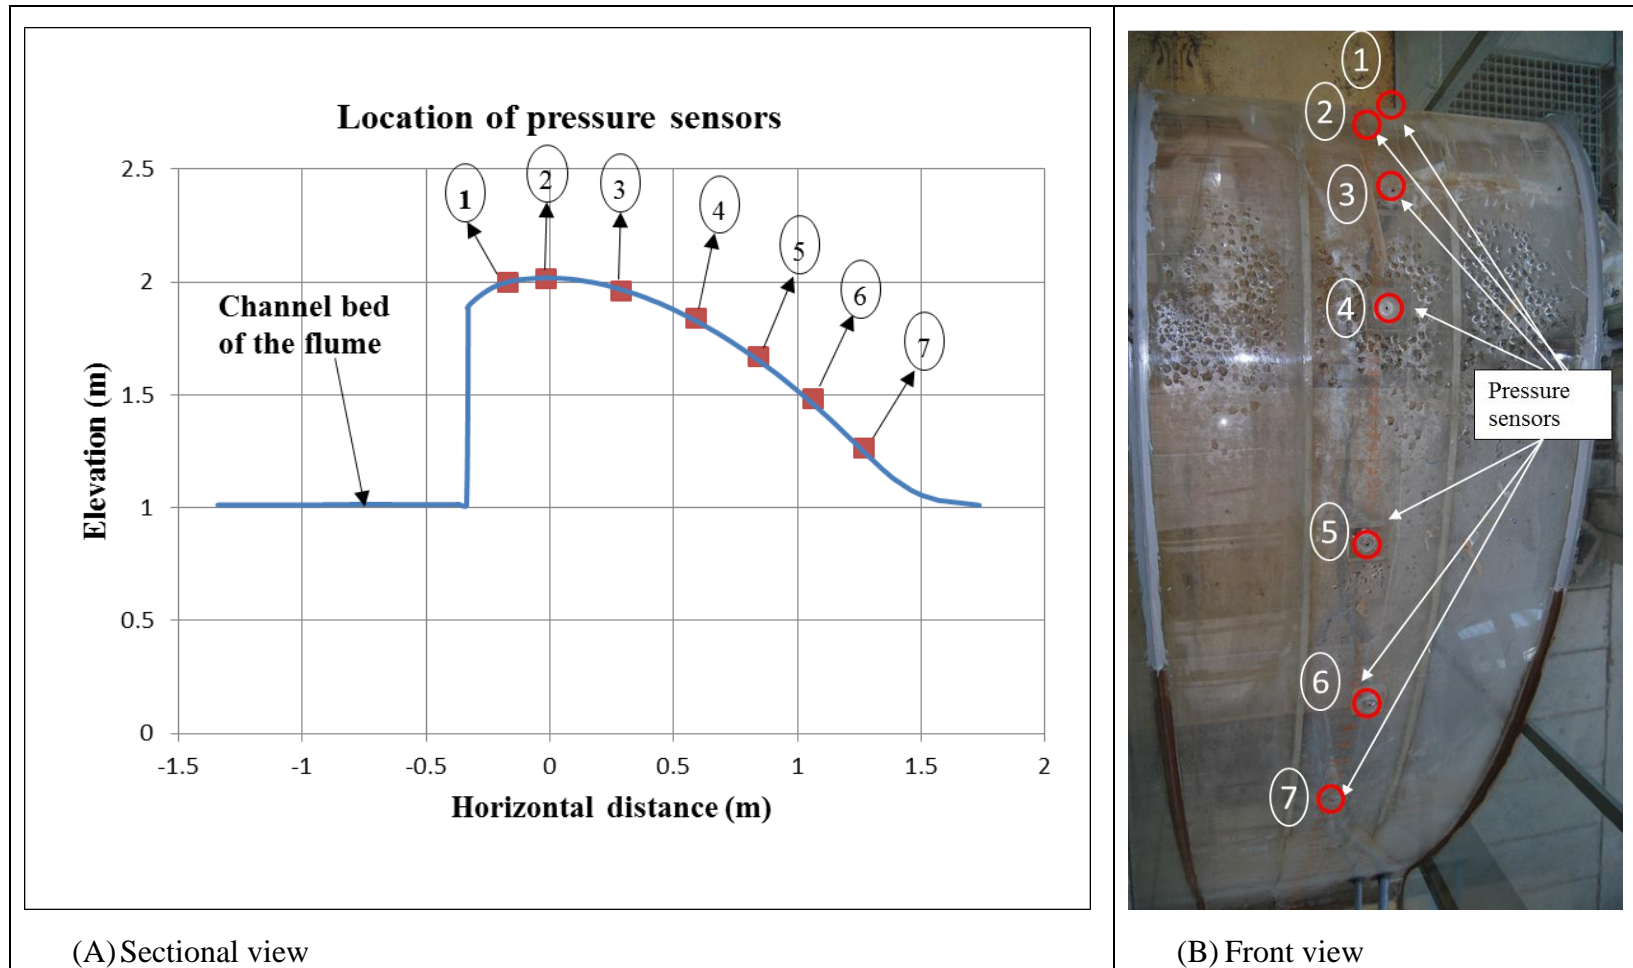 Location of pressure sensors
1
2
3
4
5
6
7
Channel bed
of the flume
Elevation (m)
2.5
2
1.5
1
0.5
0
-1.5 -1 -0.5 0 0.5 1 1.5 2
Horizontal distance (m)
(A) Sectional view
1
2
3
4
Pressure
sensors
5
6
7
(B) Front view